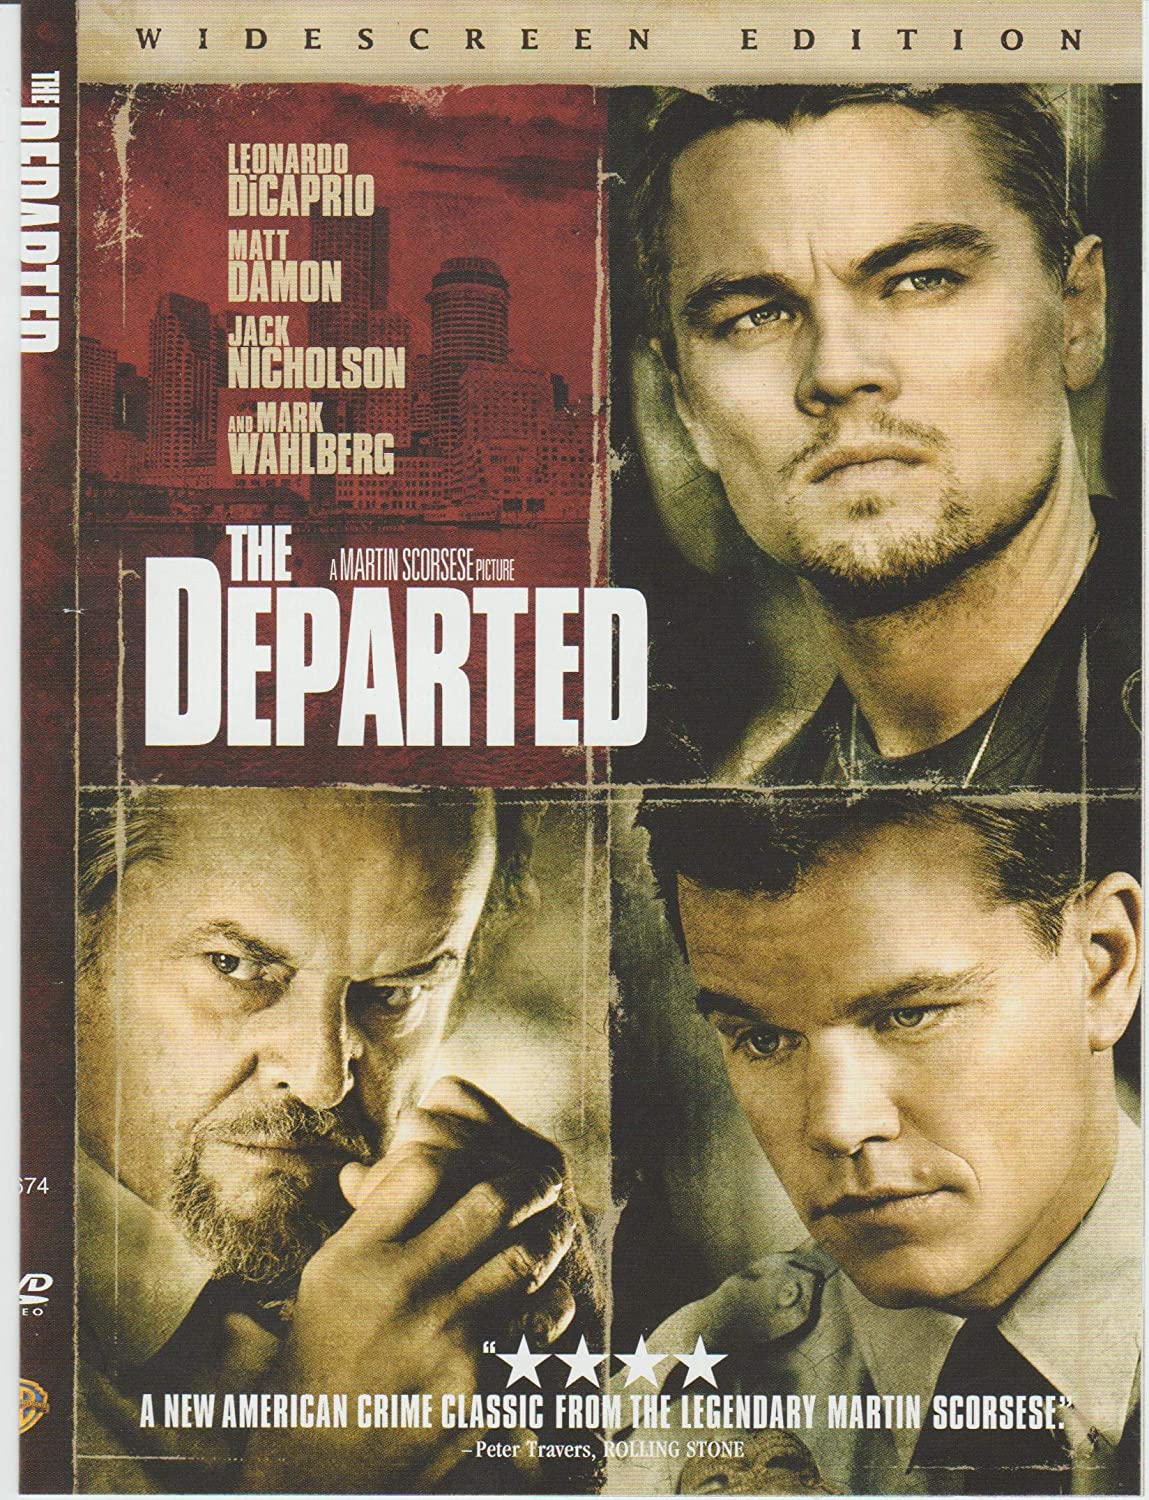 WIDESCREEN EDITION
THE DEPARTED
LEONARDO
DiCAPRIO
MATT
DAMON
JACK
NICHOLSON
AND MARK
WAHLBERG
THE
A MARTIN SCORSESE PICTURE
DEPARTED
674
“★★★★
A NEW AMERICAN CRIME CLASSIC FROM THE LEGENDARY MARTIN SCORSESE.”
–Peter Travers, ROLLING STONE